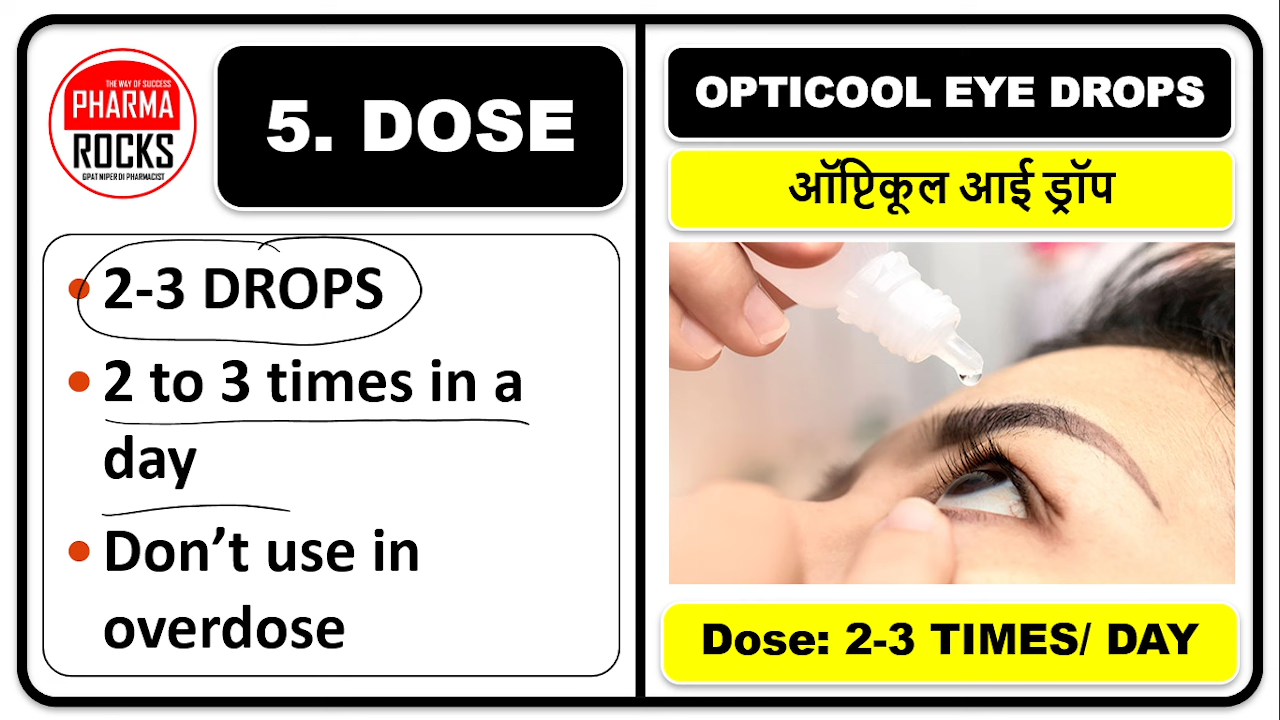 THE WAY OF SUCCESS
PHARMA
ROCKS
GPAT NIPER DI PHARMACIST
5. DOSE
• 2-3 DROPS
• 2 to 3 times in a
day
• Don’t use in
overdose
OPTICOOL EYE DROPS
ऑप्टिकूल आई ड्रॉप
Dose: 2-3 TIMES/ DAY